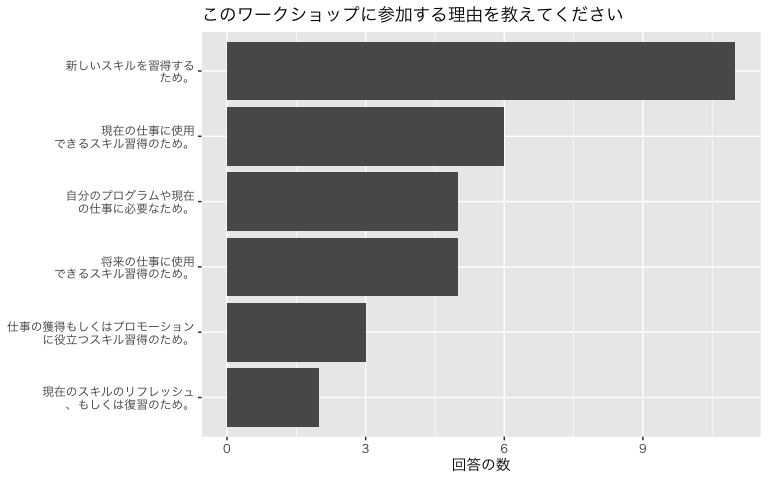 このワークショップに参加する理由を教えてください
新しいスキルを習得する
ため。
現在の仕事に使用
できるスキル習得のため。
自分のプログラムや現在
の仕事に必要なため。
将来の仕事に使用
できるスキル習得のため。
仕事の獲得もしくはプロモーション
に役立つスキル習得のため。
現在のスキルのリフレッシュ
、もしくは復習のため。
0 3 6 9
回答の数